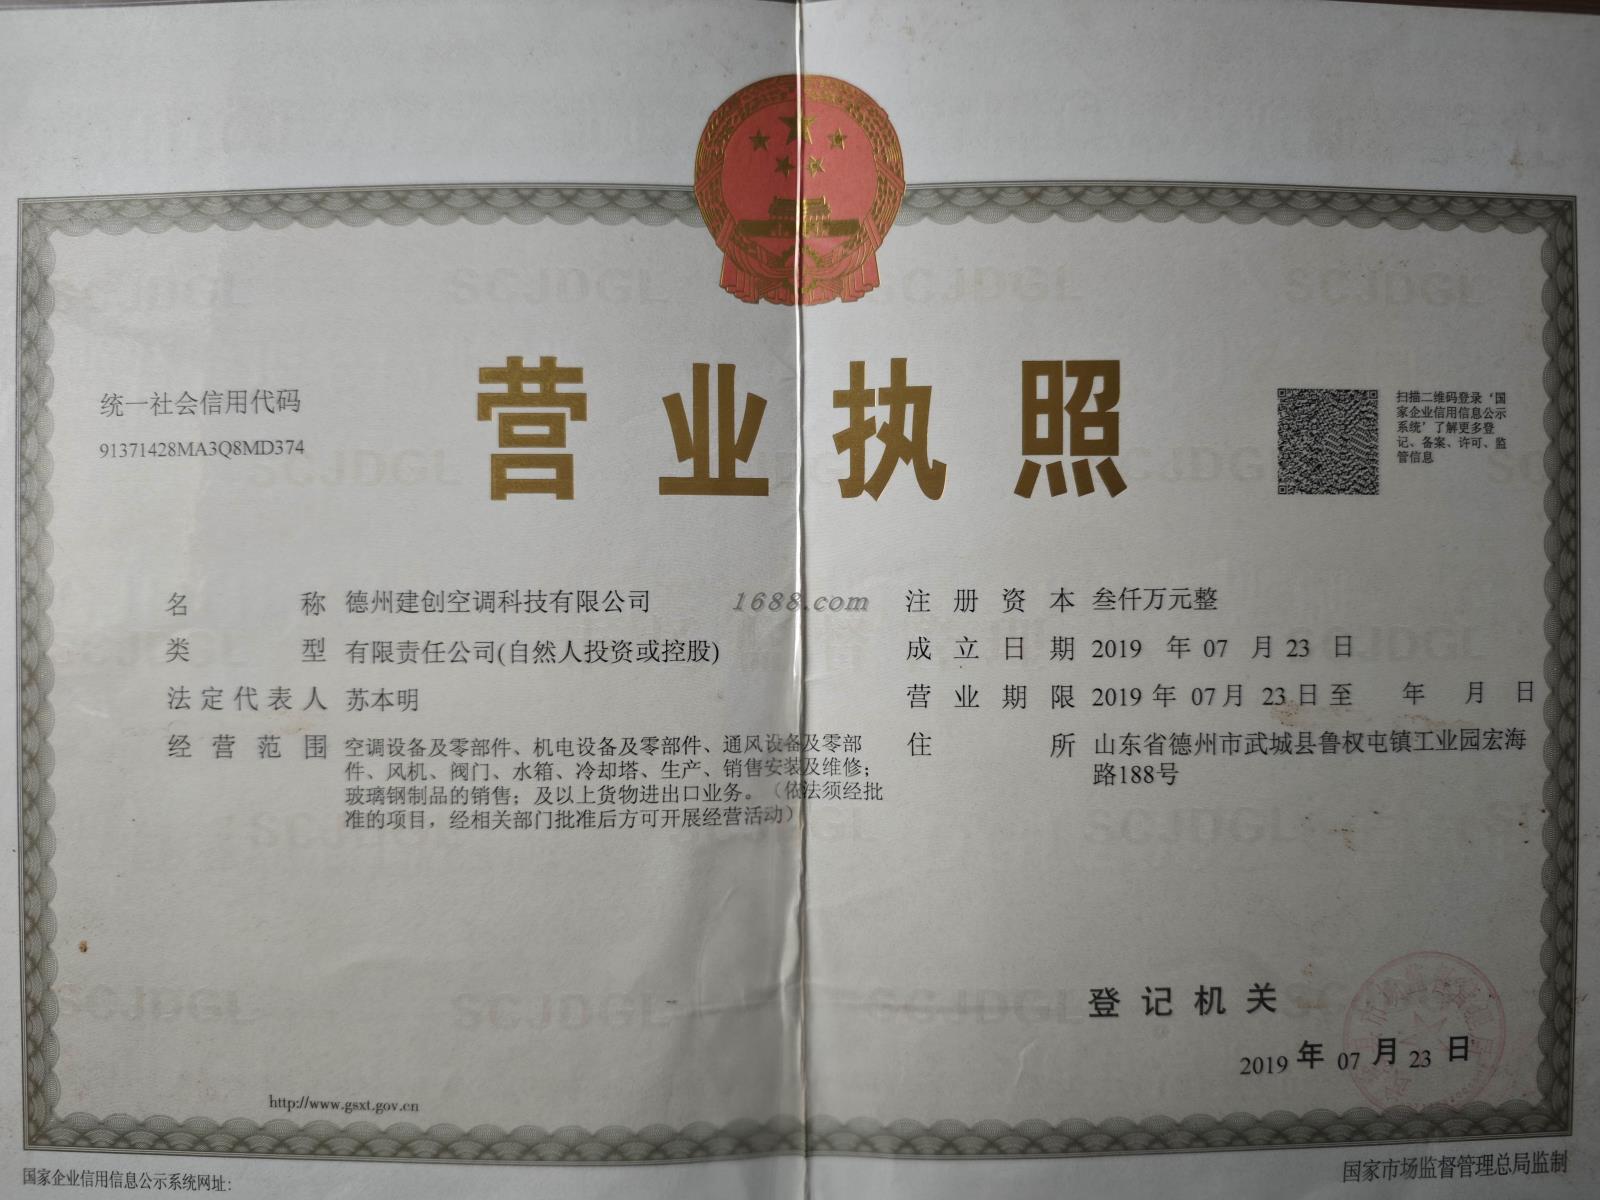 营业执照
统一社会信用代码
91371428MA3Q8MD374
扫描二维码登录‘国
家企业信用信息公示
系统’了解更多登
记、备案、许可、监
管信息
名 称 德州建创空调科技有限公司
类 型 有限责任公司(自然人投资或控股)
法定代表人 苏本明
经营范围 空调设备及零部件、机电设备及零部件、通风设备及零部
件、风机、阀门、水箱、冷却塔、生产、销售安装及维修；
玻璃钢制品的销售；及以上货物进出口业务。（依法须经批
准的项目，经相关部门批准后方可开展经营活动）
1688.com
注册资本 叁仟万元整
成立日期 2019 年 07 月 23 日
营业期限 2019 年 07 月 23 日 至 年 月 日
住 所 山东省德州市武城县鲁权屯镇工业园宏海
路188号
登记机关
2019 年 07 月 23 日
http://www.gsxt.gov.cn
国家企业信用信息公示系统网址：
国家市场监督管理总局监制
SCJDGL